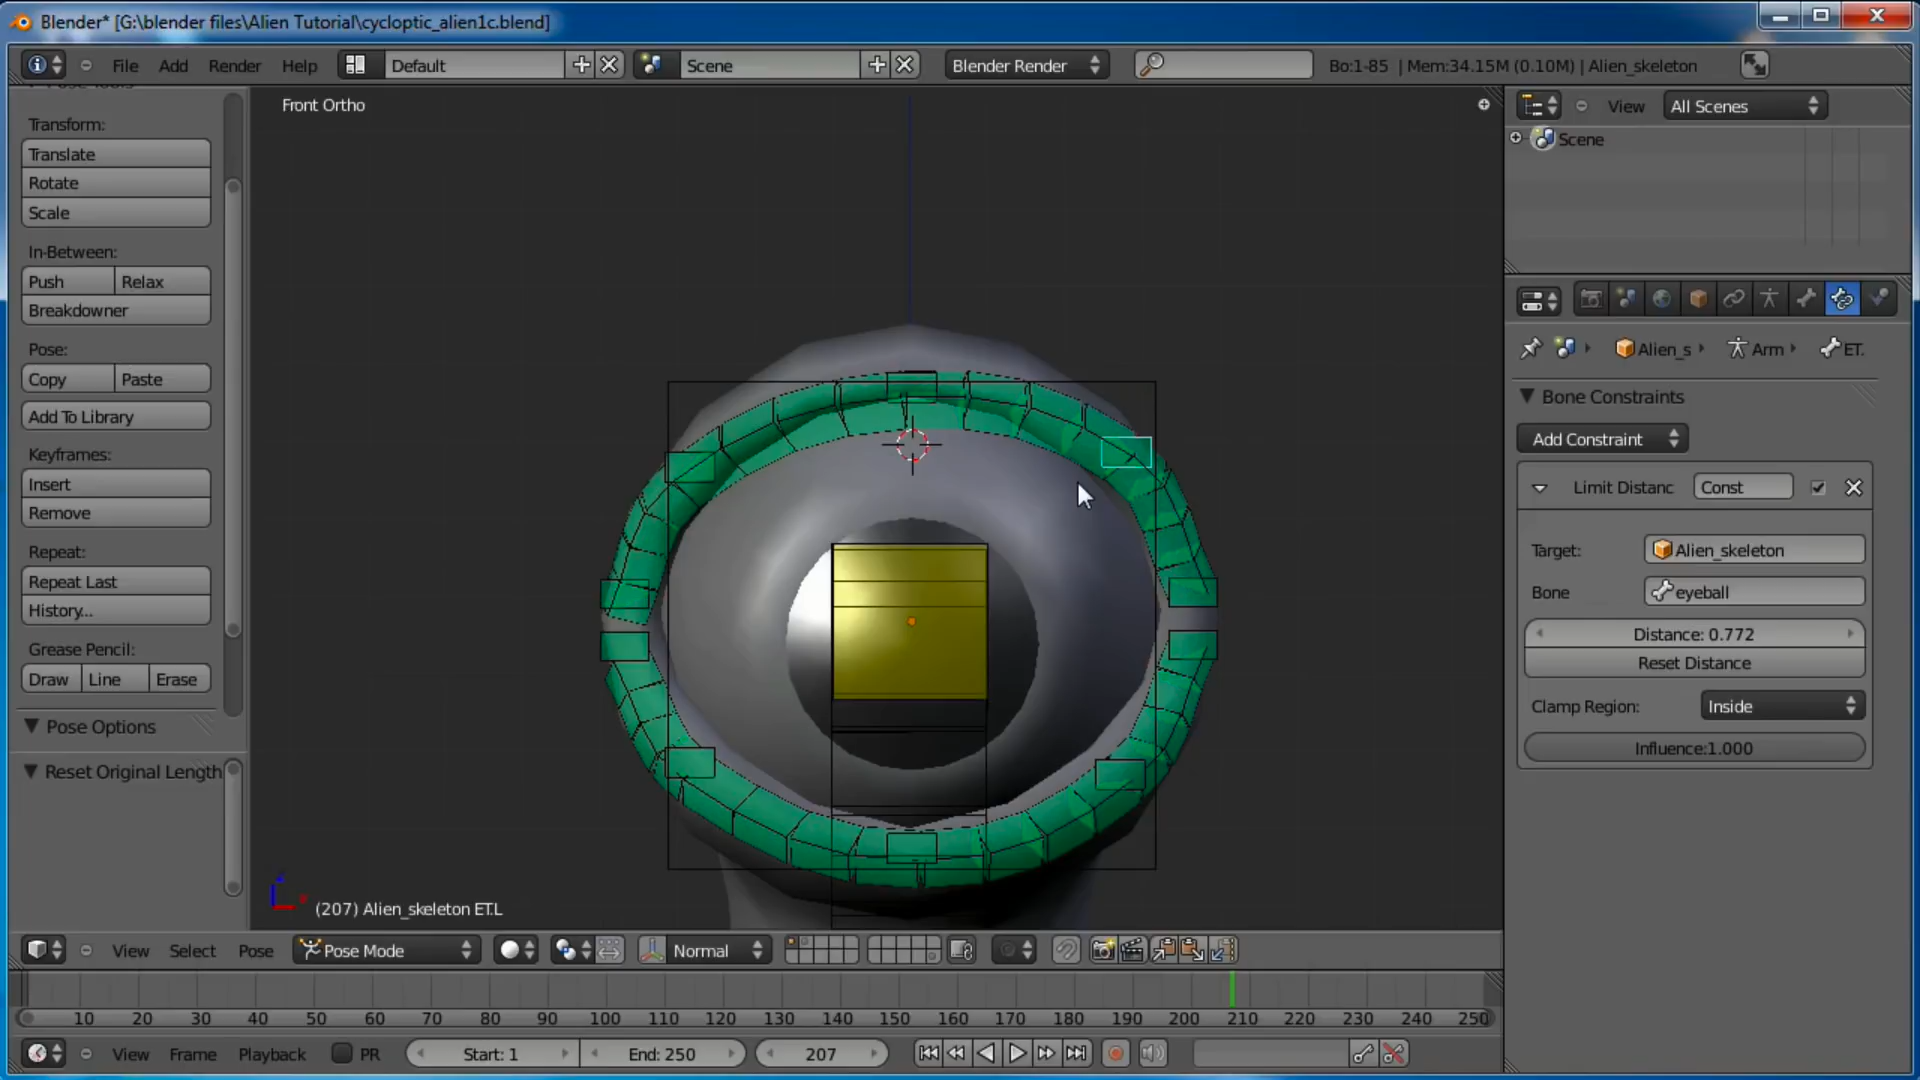 Blender* [G:\blender files\Alien Tutorial\cycloptic_alien1c.blend]
File Add Render Help Default Scene Blender Render Bo:1-85 | Mem:34.15M (0.10M) | Alien_skeleton
Front Ortho
View All Scenes
Scene
Transform:
Translate
Rotate
Scale
In-Between:
Push Relax
Breakdowner
Pose:
Copy Paste
Add To Library
Keyframes:
Insert
Remove
Repeat:
Repeat Last
History...
Grease Pencil:
Draw Line Erase
Pose Options
Reset Original Length
Alien_s Arm ET.
Bone Constraints
Add Constraint
Limit Distanc Const
Target: Alien_skeleton
Bone eyeball
Distance: 0.772
Reset Distance
Clamp Region: Inside
Influence:1.000
(207) Alien_skeleton ET.L
View Select Pose Pose Mode Normal
10 20 30 40 50 60 70 80 90 100 110 120 130 140 150 160 170 180 190 200 210 220 230 240 250
View Frame Playback PR Start: 1 End: 250 207